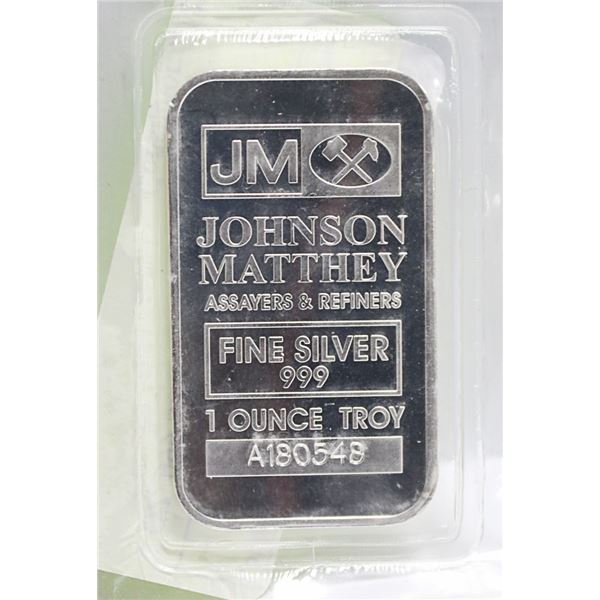 JM
JOHNSON
MATTHEY
ASSAYERS & REFINERS
FINE SILVER
999
1 OUNCE TROY
A180548